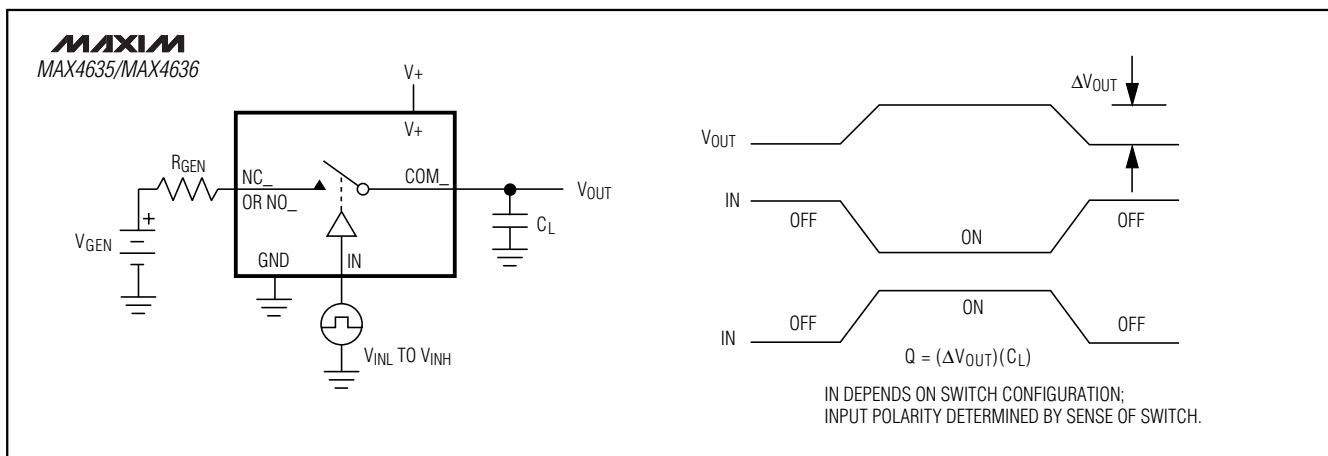 MAXIM
MAX4635/MAX4636
V+
V+
RGEN
NC_
OR NO_
COM_
VOUT
CL
VGEN
+
GND
IN
VINL TO VINH
ΔVOUT
VOUT
IN
OFF
ON
OFF
IN
OFF
ON
OFF
Q = (ΔVOUT)(CL)
IN DEPENDS ON SWITCH CONFIGURATION;
INPUT POLARITY DETERMINED BY SENSE OF SWITCH.